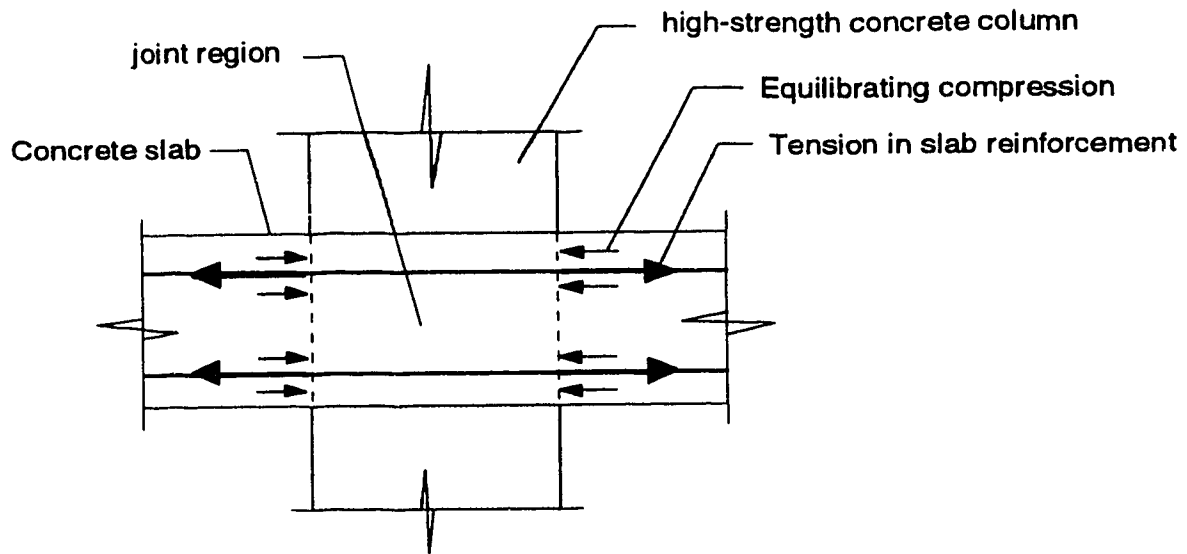 high-strength concrete column
joint region
Equilibrating compression
Concrete slab
Tension in slab reinforcement